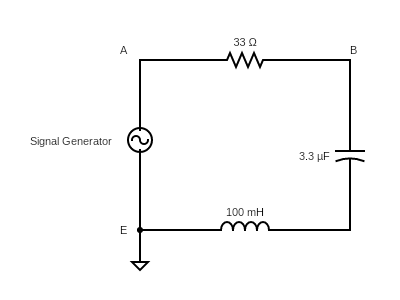 33 Ω
A
B
Signal Generator
3.3 µF
100 mH
E